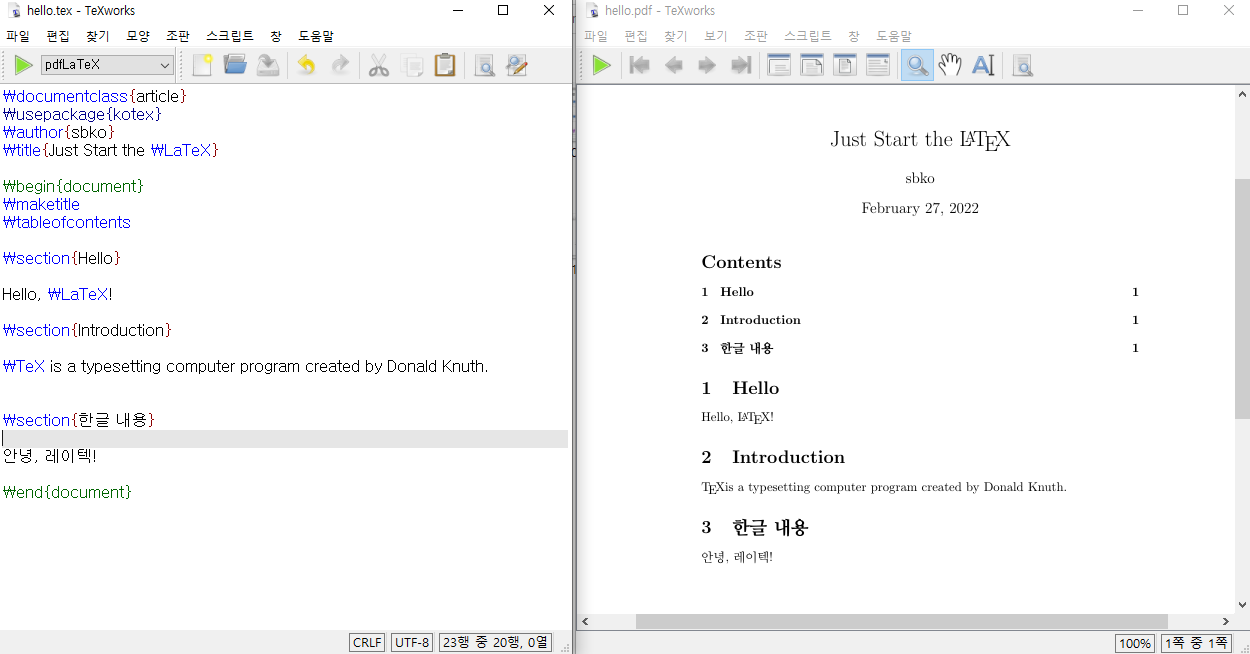 hello.tex - TeXworks
파일 편집 찾기 모양 조판 스크립트 창 도움말
pdfLaTeX
₩documentclass{article}
₩usepackage{kotex}
₩author{sbko}
₩title{Just Start the ₩LaTeX}
₩begin{document}
₩maketitle
₩tableofcontents
₩section{Hello}
Hello, ₩LaTeX!
₩section{Introduction}
₩TeX is a typesetting computer program created by Donald Knuth.
₩section{한글 내용}
안녕, 레이텍!
₩end{document}
CRLF UTF-8 23행 중 20행, 0열
hello.pdf - TeXworks
파일 편집 찾기 보기 조판 스크립트 창 도움말
Just Start the LATEX
sbko
February 27, 2022
Contents
1 Hello 1
2 Introduction 1
3 한글 내용 1
1 Hello
Hello, LATEX!
2 Introduction
TEXis a typesetting computer program created by Donald Knuth.
3 한글 내용
안녕, 레이텍!
100% 1쪽 중 1쪽